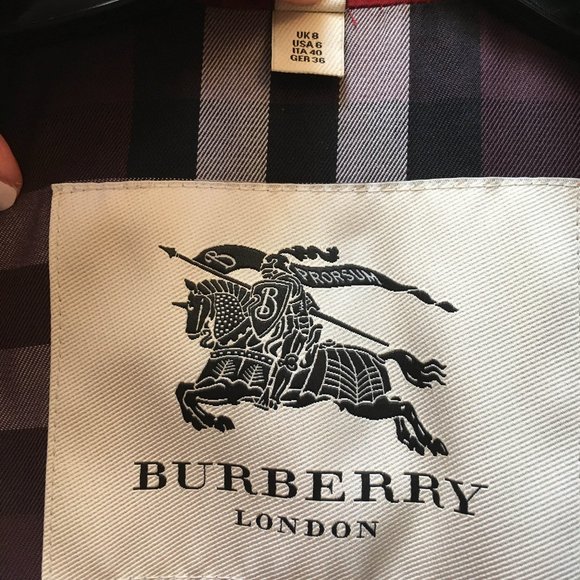 UK 8
USA 6
ITA 40
GER 36
B
PRORSUM
B
BURBERRY
LONDON